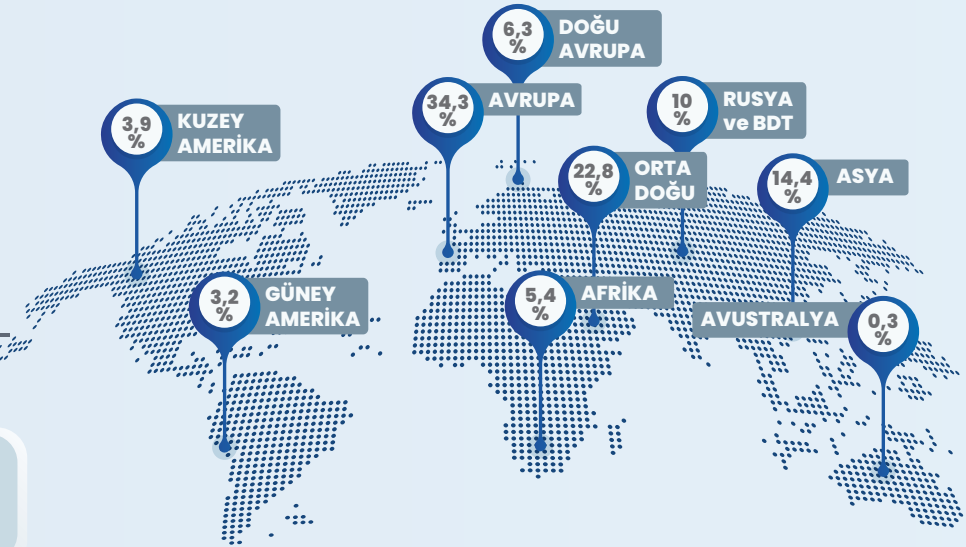 6,3
%
DOĞU
AVRUPA
34,3
%
AVRUPA
10
%
RUSYA
ve BDT
3,9
%
KUZEY
AMERİKA
22,8
%
ORTA
DOĞU
14,4
%
ASYA
3,2
%
GÜNEY
AMERİKA
5,4
%
AFRİKA
AVUSTRALYA
0,3
%